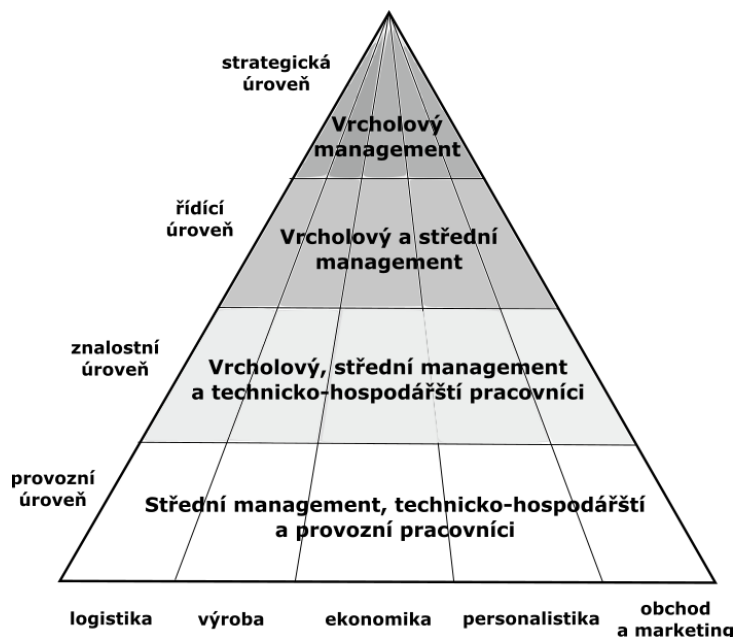 strategická
úroveň
Vrcholový
management
řídící
úroveň
Vrcholový a střední
management
znalostní
úroveň
Vrcholový, střední management
a technicko-hospodářští pracovníci
provozní
úroveň
Střední management, technicko-hospodářští
a provozní pracovníci
logistika
výroba
ekonomika
personalistika
obchod
a marketing